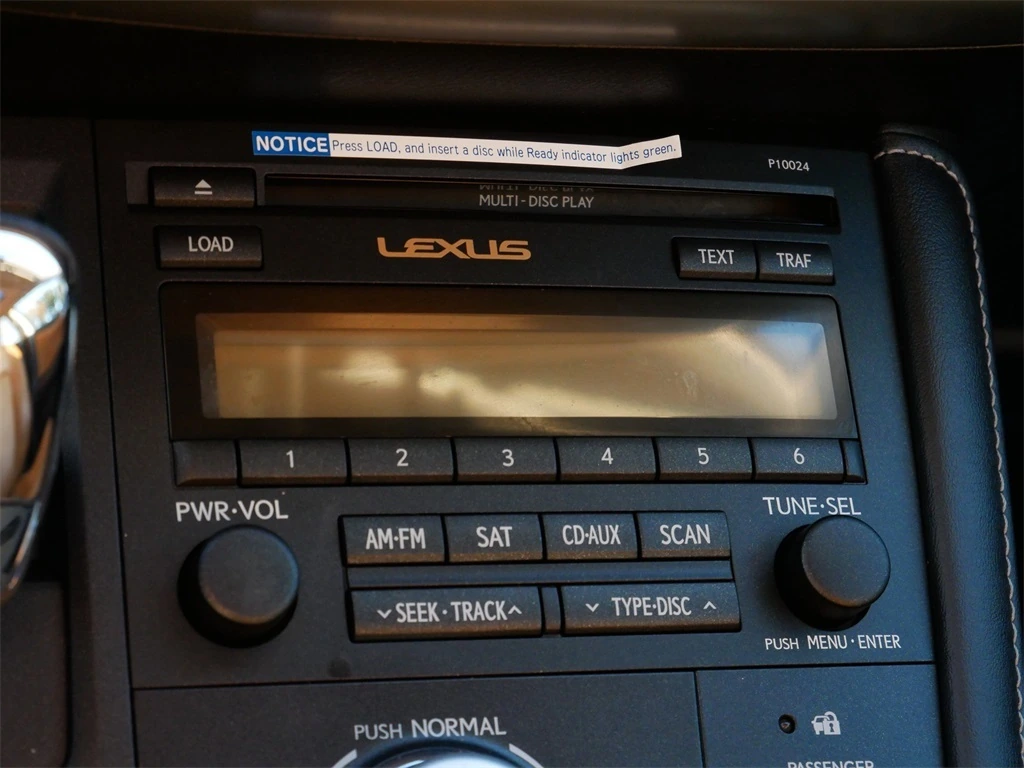 NOTICE Press LOAD, and insert a disc while Ready indicator lights green.
P10024
MULTI-DISC PLAY
LOAD
LEXUS
TEXT
TRAF
1 2 3 4 5 6
PWR·VOL
TUNE·SEL
AM·FM SAT CD·AUX SCAN
SEEK·TRACK
TYPE·DISC
PUSH MENU·ENTER
PUSH NORMAL
PASSENGER